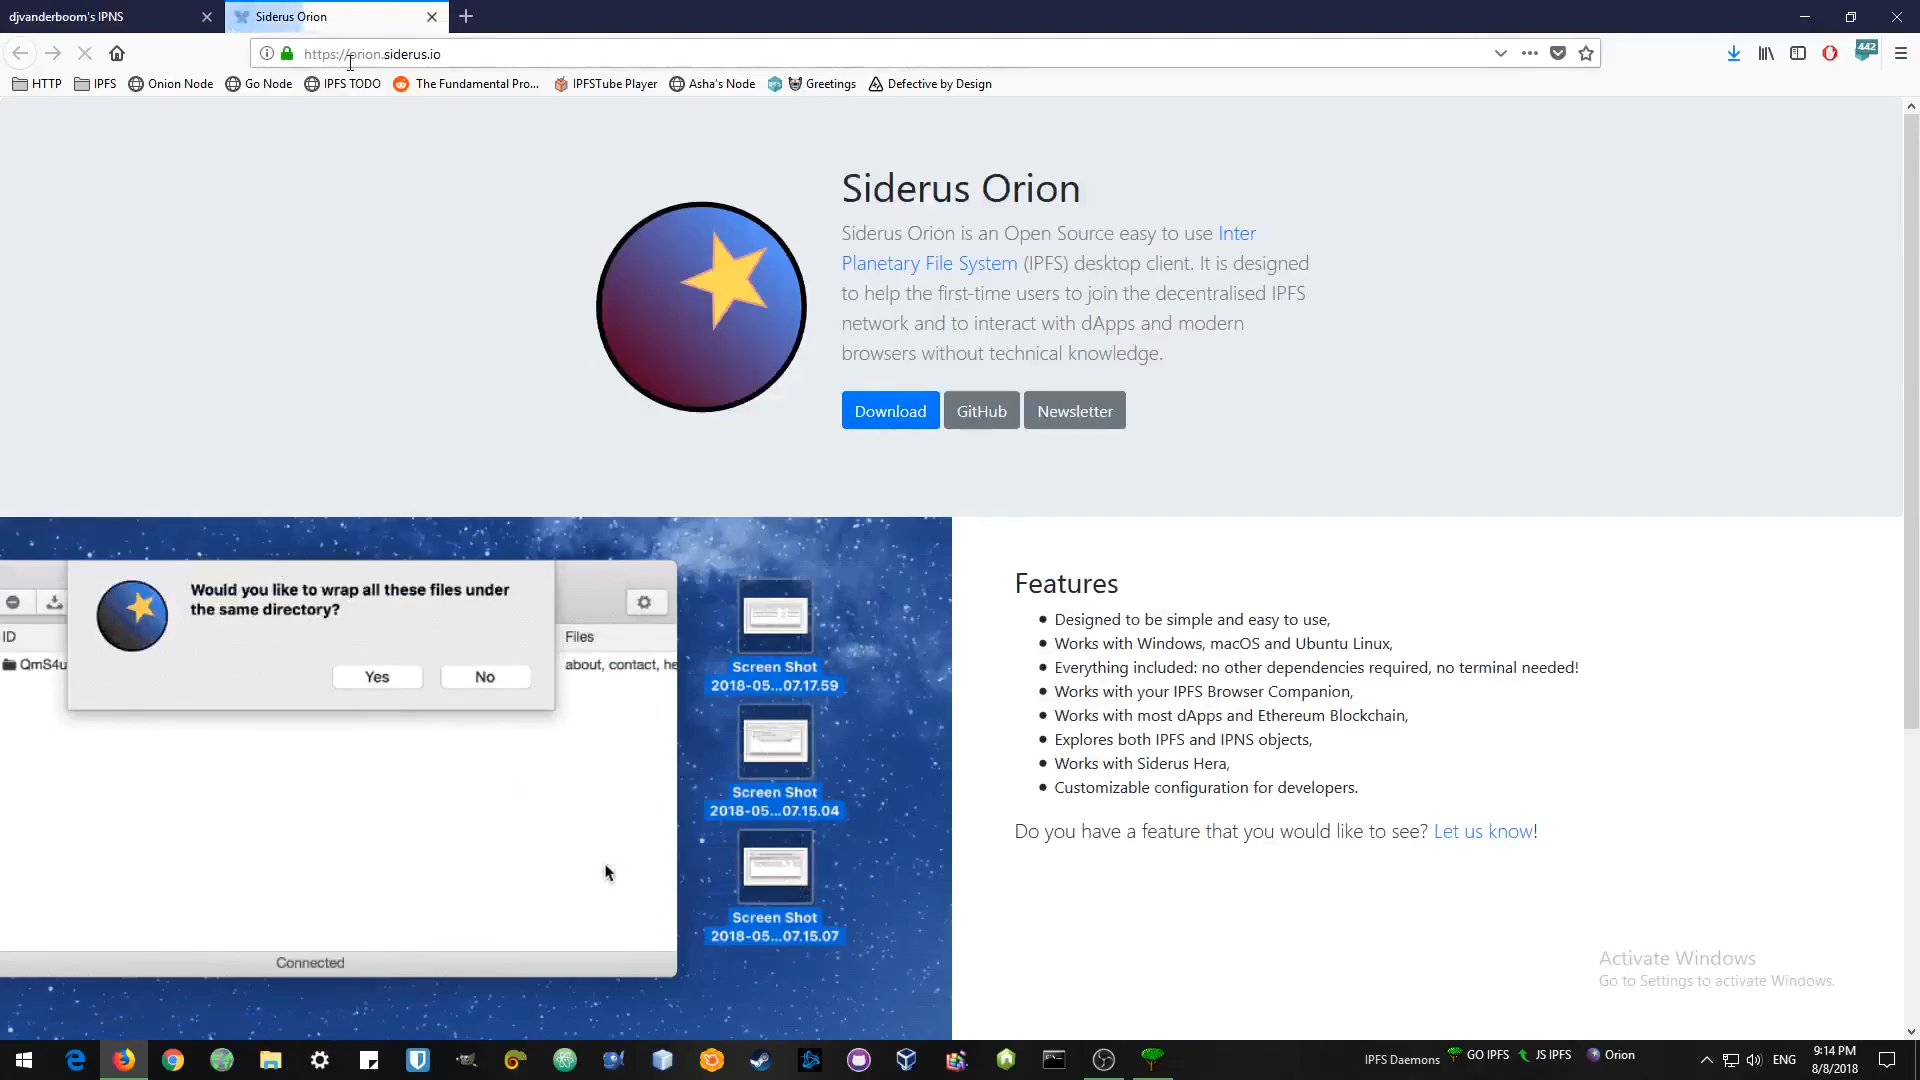 djvanderboom's IPNS
Siderus Orion
https://orion.siderus.io
442
HTTP
IPFS
Onion Node
Go Node
IPFS TODO
The Fundamental Pro...
IPFSTube Player
Asha's Node
Greetings
Defective by Design
Siderus Orion
Siderus Orion is an Open Source easy to use Inter
Planetary File System (IPFS) desktop client. It is designed
to help the first-time users to join the decentralised IPFS
network and to interact with dApps and modern
browsers without technical knowledge.
Download
GitHub
Newsletter
Would you like to wrap all these files under
the same directory?
Yes
No
ID
Files
QmS4u
about, contact, he
Connected
Screen Shot
2018-05...07.17.59
Screen Shot
2018-05...07.15.04
Screen Shot
2018-05...07.15.07
Features
Designed to be simple and easy to use,
Works with Windows, macOS and Ubuntu Linux,
Everything included: no other dependencies required, no terminal needed!
Works with your IPFS Browser Companion,
Works with most dApps and Ethereum Blockchain,
Explores both IPFS and IPNS objects,
Works with Siderus Hera,
Customizable configuration for developers.
Do you have a feature that you would like to see? Let us know!
Activate Windows
Go to Settings to activate Windows.
IPFS Daemons
GO IPFS
JS IPFS
Orion
ENG
9:14 PM
8/8/2018